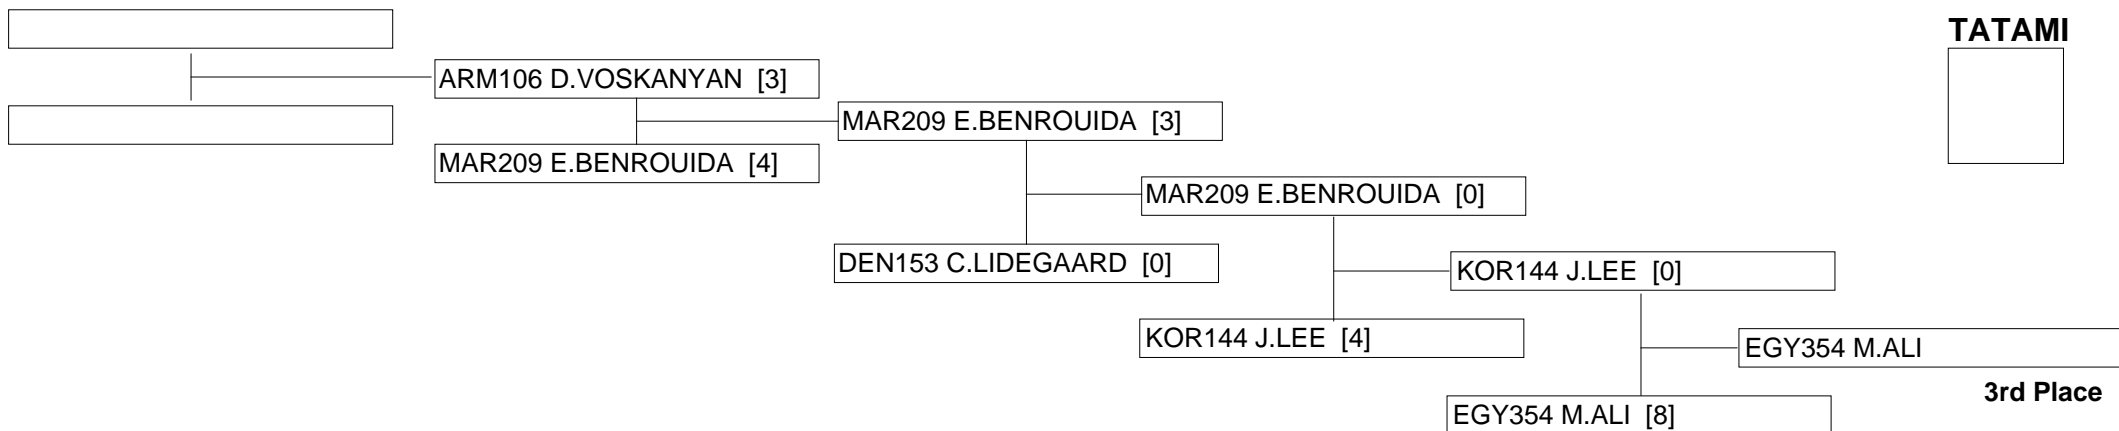 TATAMI
ARM106 D.VOSKANYAN [3]
MAR209 E.BENROUIDA [3]
MAR209 E.BENROUIDA [4]
MAR209 E.BENROUIDA [0]
DEN153 C.LIDEGAARD [0]
KOR144 J.LEE [0]
KOR144 J.LEE [4]
EGY354 M.ALI
3rd Place
EGY354 M.ALI [8]